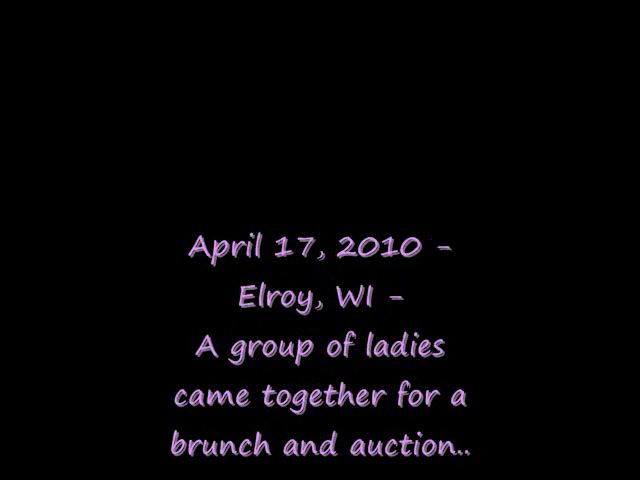 April 17, 2010 -
Elroy, WI -
A group of ladies
came together for a
brunch and auction..